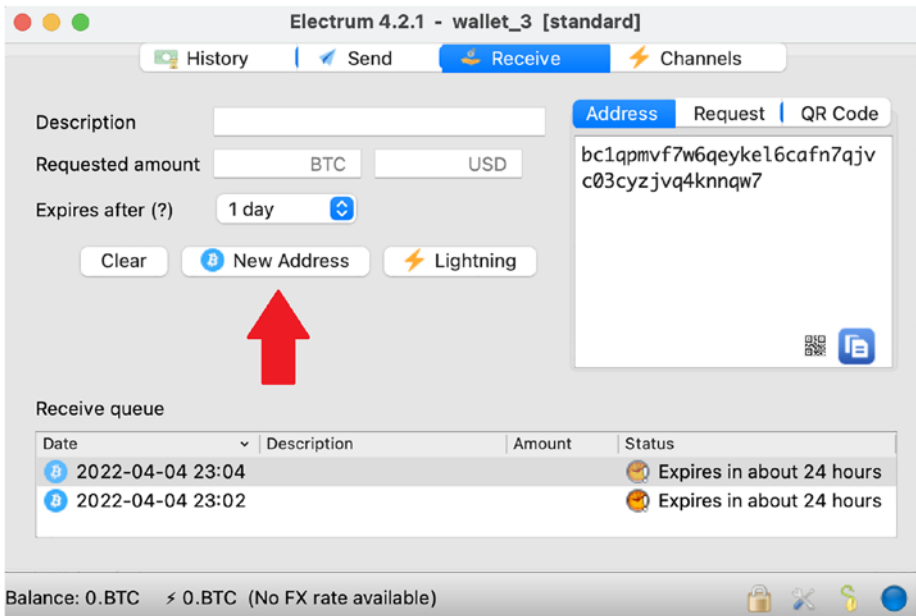 Electrum 4.2.1 - wallet_3 [standard]
History Send Receive Channels
Description
Requested amount BTC USD
Expires after (?) 1 day
Clear New Address Lightning
Address Request QR Code
bc1qpmvf7w6qeykel6cafn7qjv
c03cyzjvq4knnqw7
Receive queue
Date Description Amount Status
2022-04-04 23:04 Expires in about 24 hours
2022-04-04 23:02 Expires in about 24 hours
Balance: 0.BTC ⚡ 0.BTC (No FX rate available)